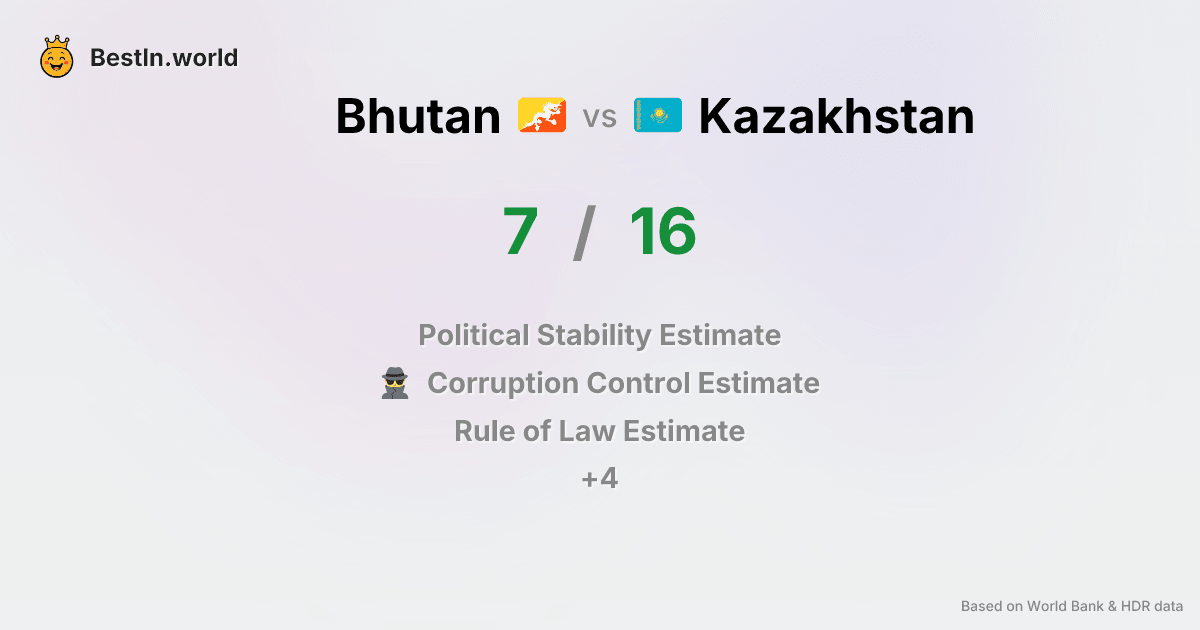 BestIn.world
Bhutan vs Kazakhstan
7 / 16
Political Stability Estimate
Corruption Control Estimate
Rule of Law Estimate
+4
Based on World Bank & HDR data